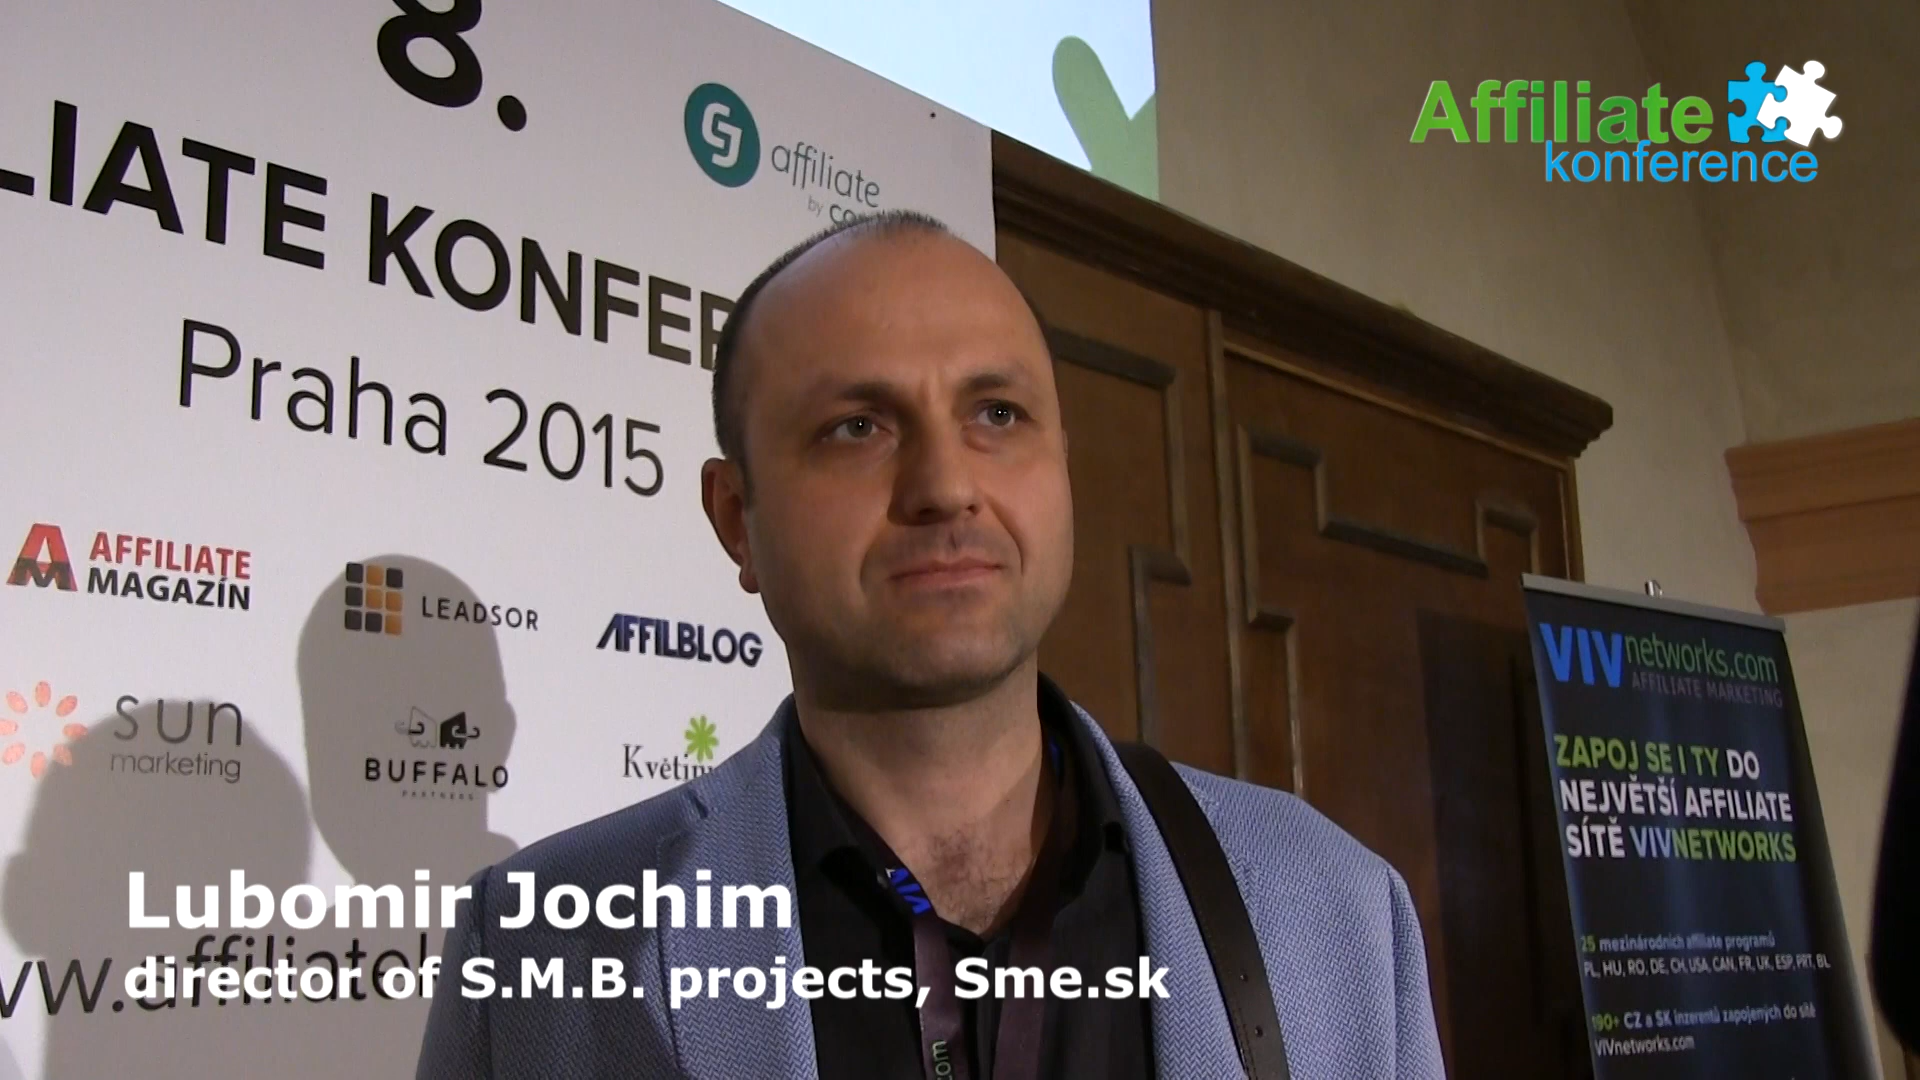 8.
LIATE KONFER
Praha 2015
affiliate
by
AFFILIATE
MAGAZÍN
LEADSOR
AFFILBLOG
sun
marketing
BUFFALO
PARTNERS
Květin
Affiliate
konference
VIVnetworks.com
AFFILIATE MARKETING
ZAPOJ SE I TY DO
NEJVĚTŠÍ AFFILIATE
SÍTĚ VIVNETWORKS
25 mezinárodních affiliate programů
PL, HU, RO, DE, CH, USA, CAN, FR, UK, ESP, PRT, BL
190+ CZ a SK inzerentů zapojených do sítě
VIVnetworks.com
Lubomir Jochim
director of S.M.B. projects, Sme.sk